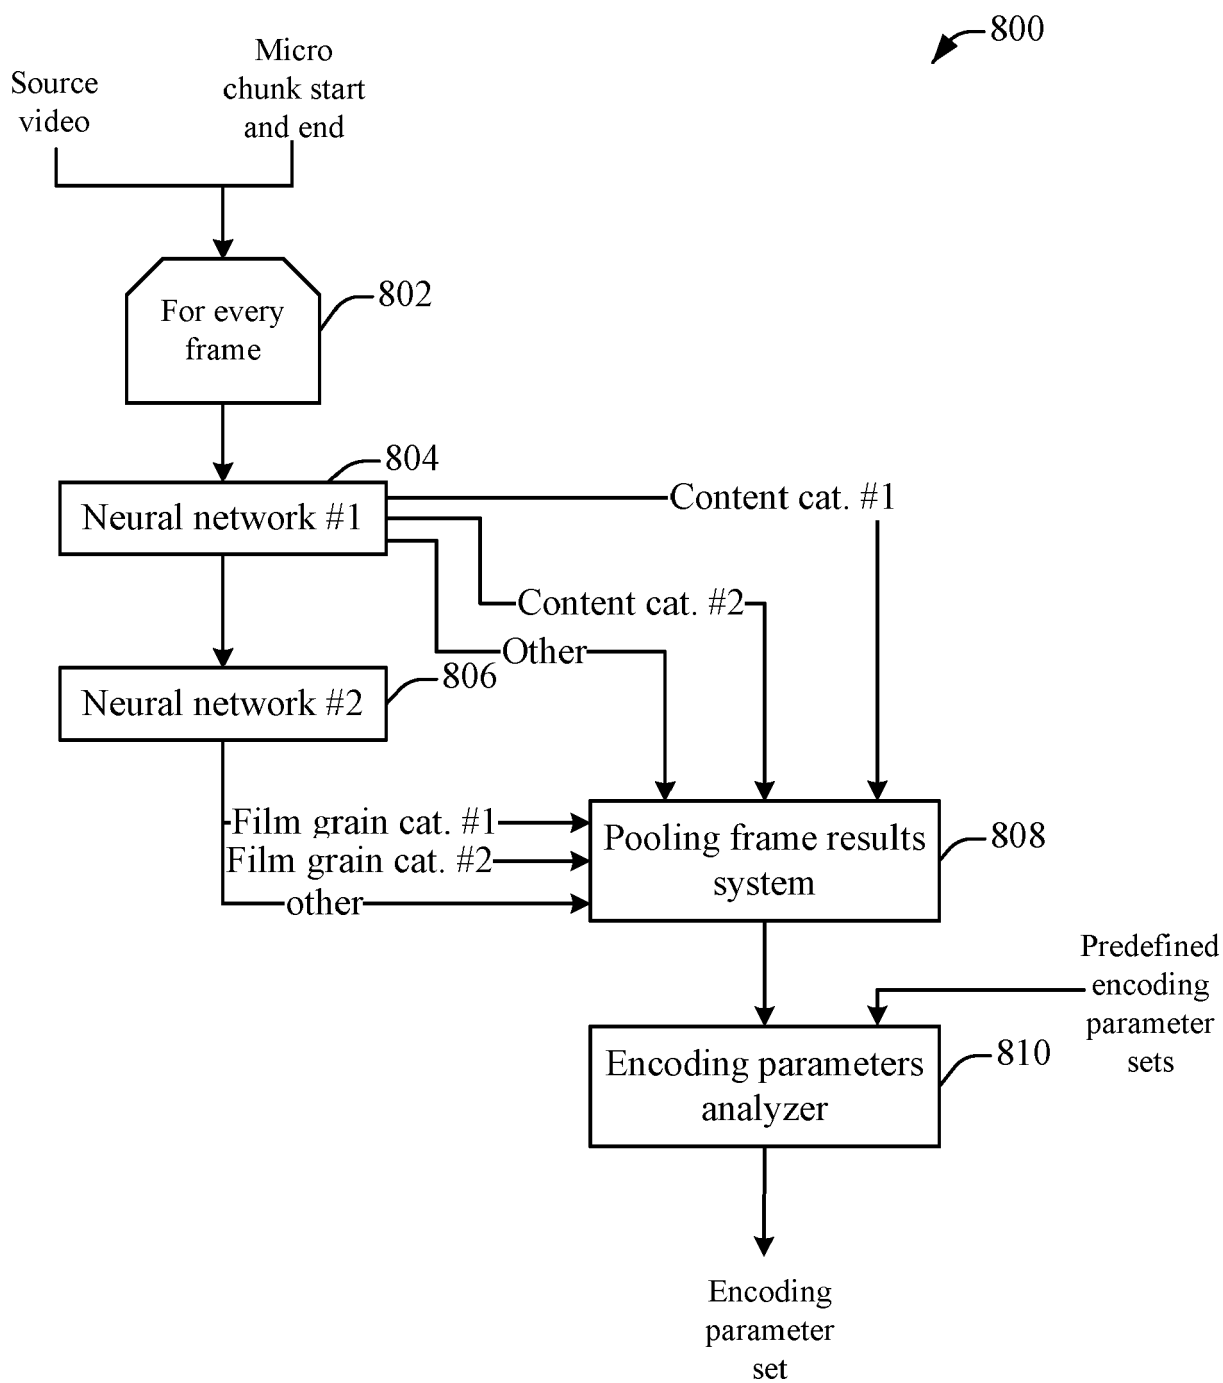 800
Source
video
Micro
chunk start
and end
For every
frame
802
804
Neural network #1
Content cat. #1
Content cat. #2
Other
Neural network #2
806
Film grain cat. #1
Film grain cat. #2
other
Pooling frame results
system
808
Predefined
encoding
parameter
sets
Encoding parameters
analyzer
810
Encoding
parameter
set